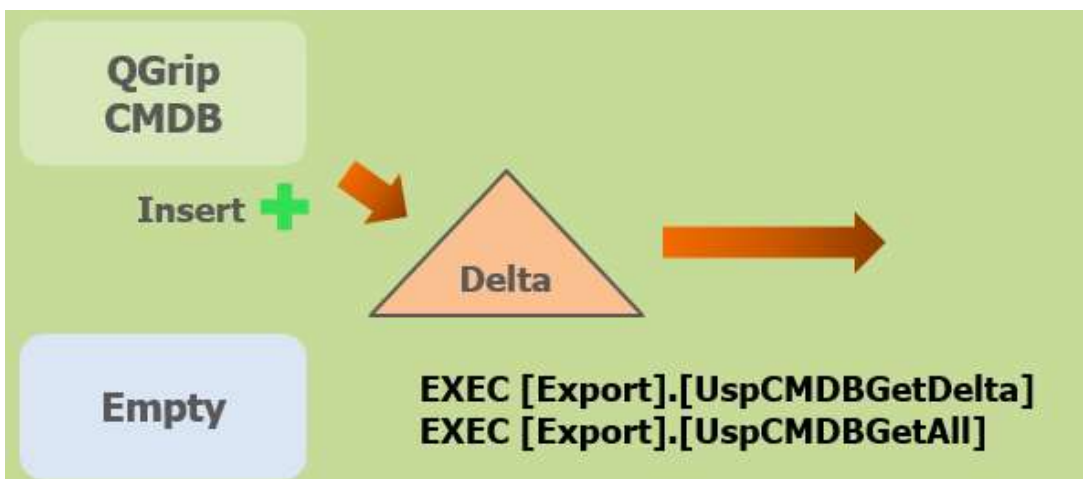 QGrip
CMDB
Insert
Delta
Empty
EXEC [Export].[UspCMDBGetDelta]
EXEC [Export].[UspCMDBGetAll]